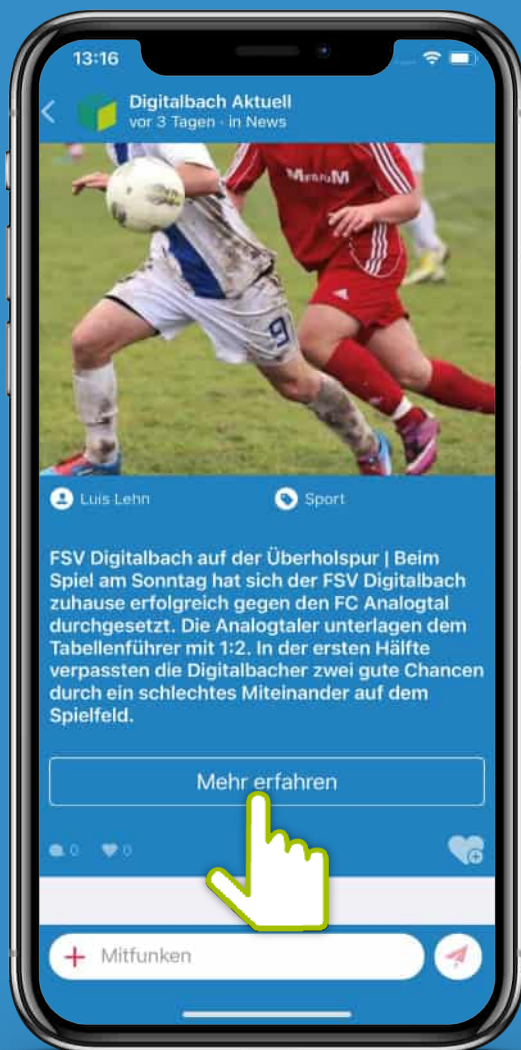 13:16
Digitalbach Aktuell
vor 3 Tagen · in News
9
Luis Lehn
Sport
FSV Digitalbach auf der Überholspur | Beim
Spiel am Sonntag hat sich der FSV Digitalbach
zuhause erfolgreich gegen den FC Analogtal
durchgesetzt. Die Analogtaler unterlagen dem
Tabellenführer mit 1:2. In der ersten Hälfte
verpassten die Digitalbacher zwei gute Chancen
durch ein schlechtes Miteinander auf dem
Spielfeld.
Mehr erfahren
0 0
Mitfunken